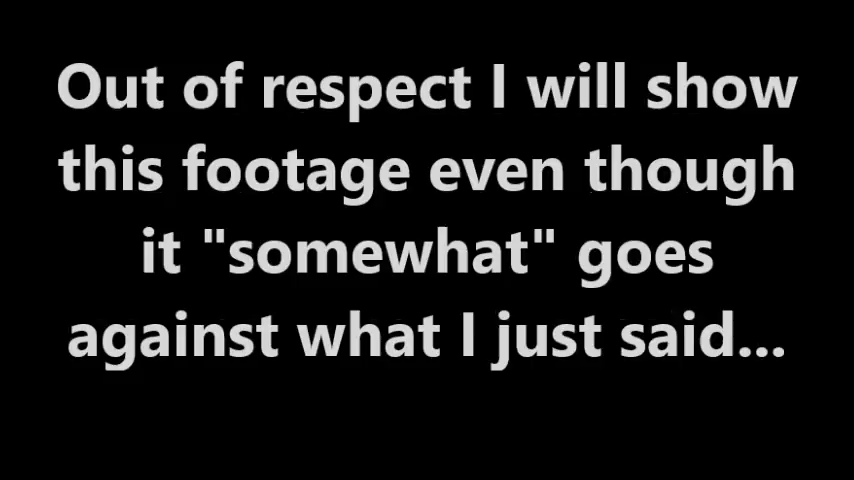 Out of respect I will show
this footage even though
it "somewhat" goes
against what I just said...